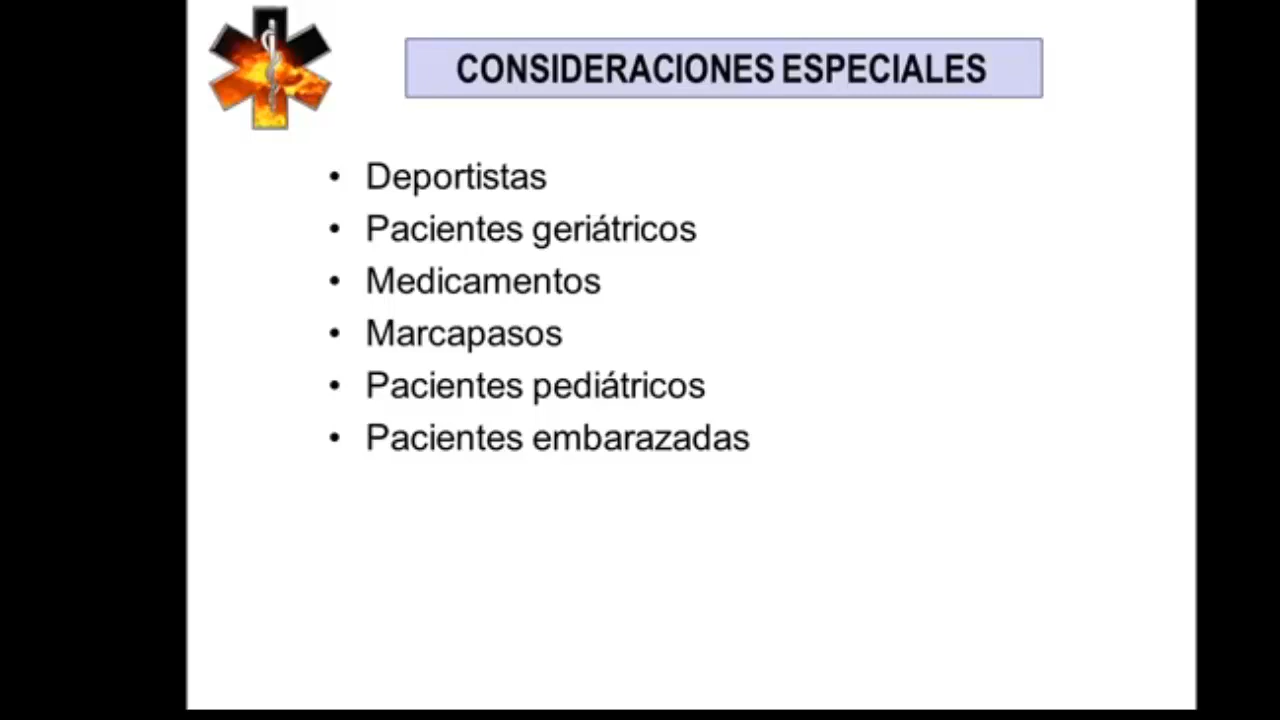 CONSIDERACIONES ESPECIALES
• Deportistas
• Pacientes geriátricos
• Medicamentos
• Marcapasos
• Pacientes pediátricos
• Pacientes embarazadas